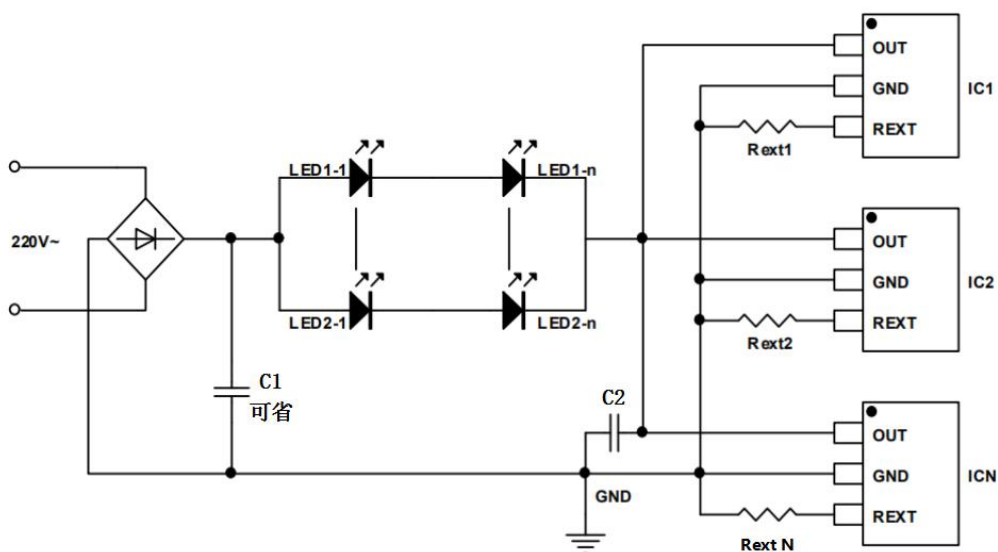 OUT
GND
IC1
REXT
Rext1
LED1-1
LED1-n
220V~
OUT
GND
IC2
REXT
Rext2
LED2-1
LED2-n
C1
可省
C2
OUT
GND
ICN
REXT
GND
Rext N